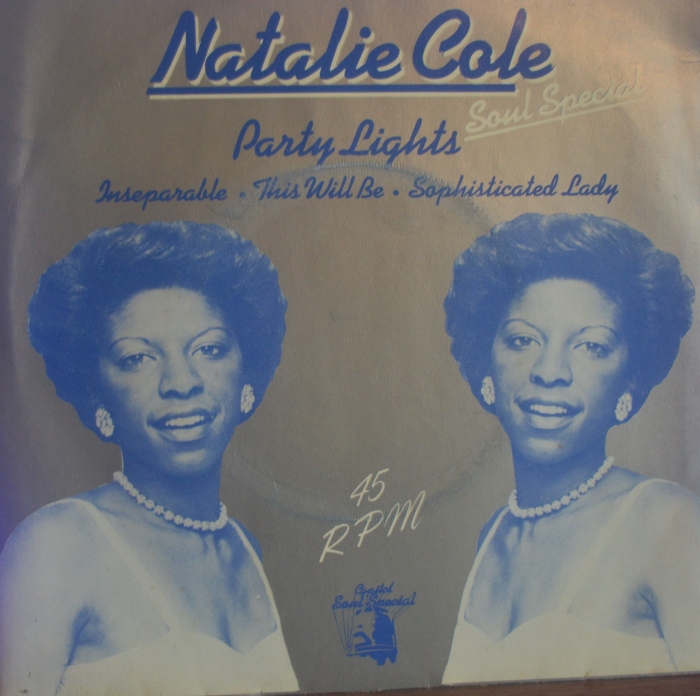 Natalie Cole
Soul Special
Party Lights
Inseparable • This Will Be • Sophisticated Lady
45
RPM
Capitol
Soul Special